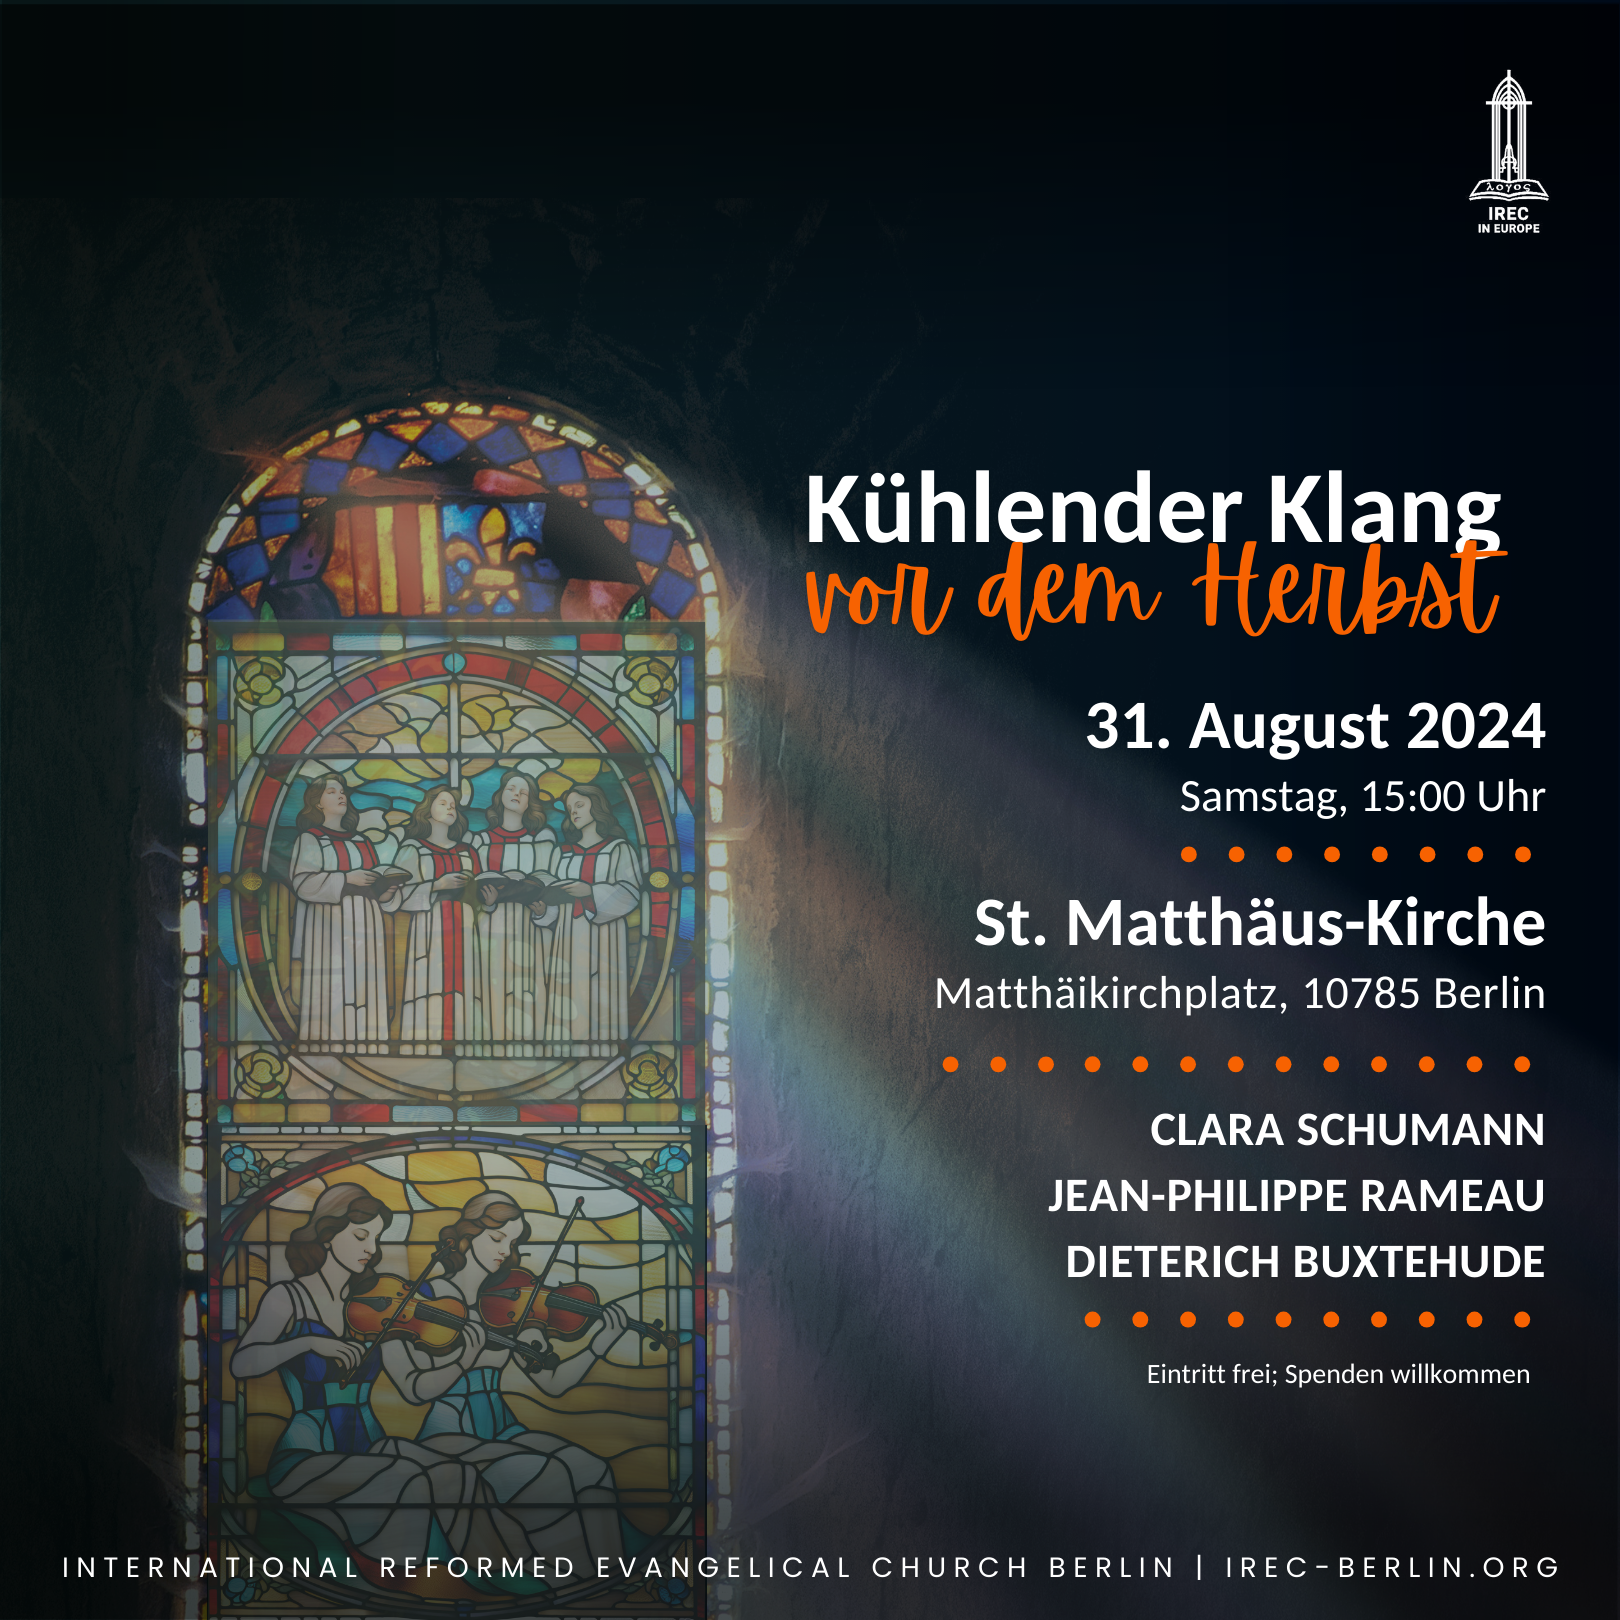 λογος
IREC
IN EUROPE
Kühlender Klang
vor dem Herbst
31. August 2024
Samstag, 15:00 Uhr
St. Matthäus-Kirche
Matthäikirchplatz, 10785 Berlin
CLARA SCHUMANN
JEAN-PHILIPPE RAMEAU
DIETERICH BUXTEHUDE
Eintritt frei; Spenden willkommen
INTERNATIONAL REFORMED EVANGELICAL CHURCH BERLIN | IREC-BERLIN.ORG